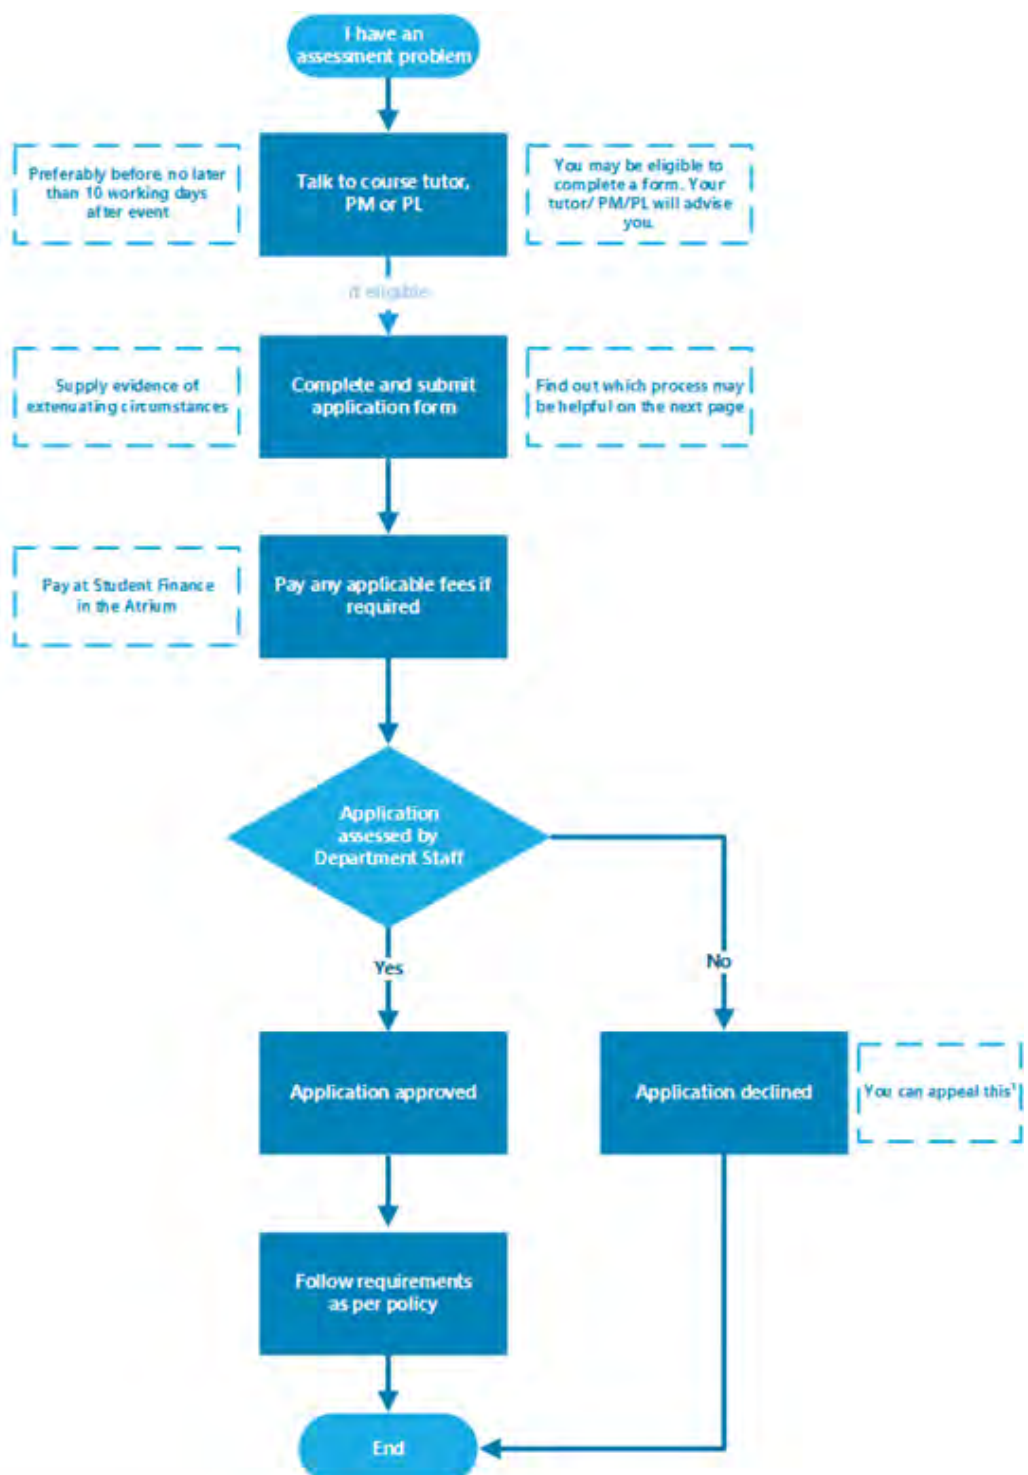 I have an
assessment problem
Preferably before, no later
than 10 working days
after event
Talk to course tutor,
PM or PL
You may be eligible to
complete a form. Your
tutor/ PM/PL will advise
you.
if eligible
Supply evidence of
extenuating circumstances
Complete and submit
application form
Find out which process may
be helpful on the next page
Pay at Student Finance
in the Atrium
Pay any applicable fees if
required
Application
assessed by
Department Staff
Yes
No
Application approved
Application declined
You can appeal this¹
Follow requirements
as per policy
End